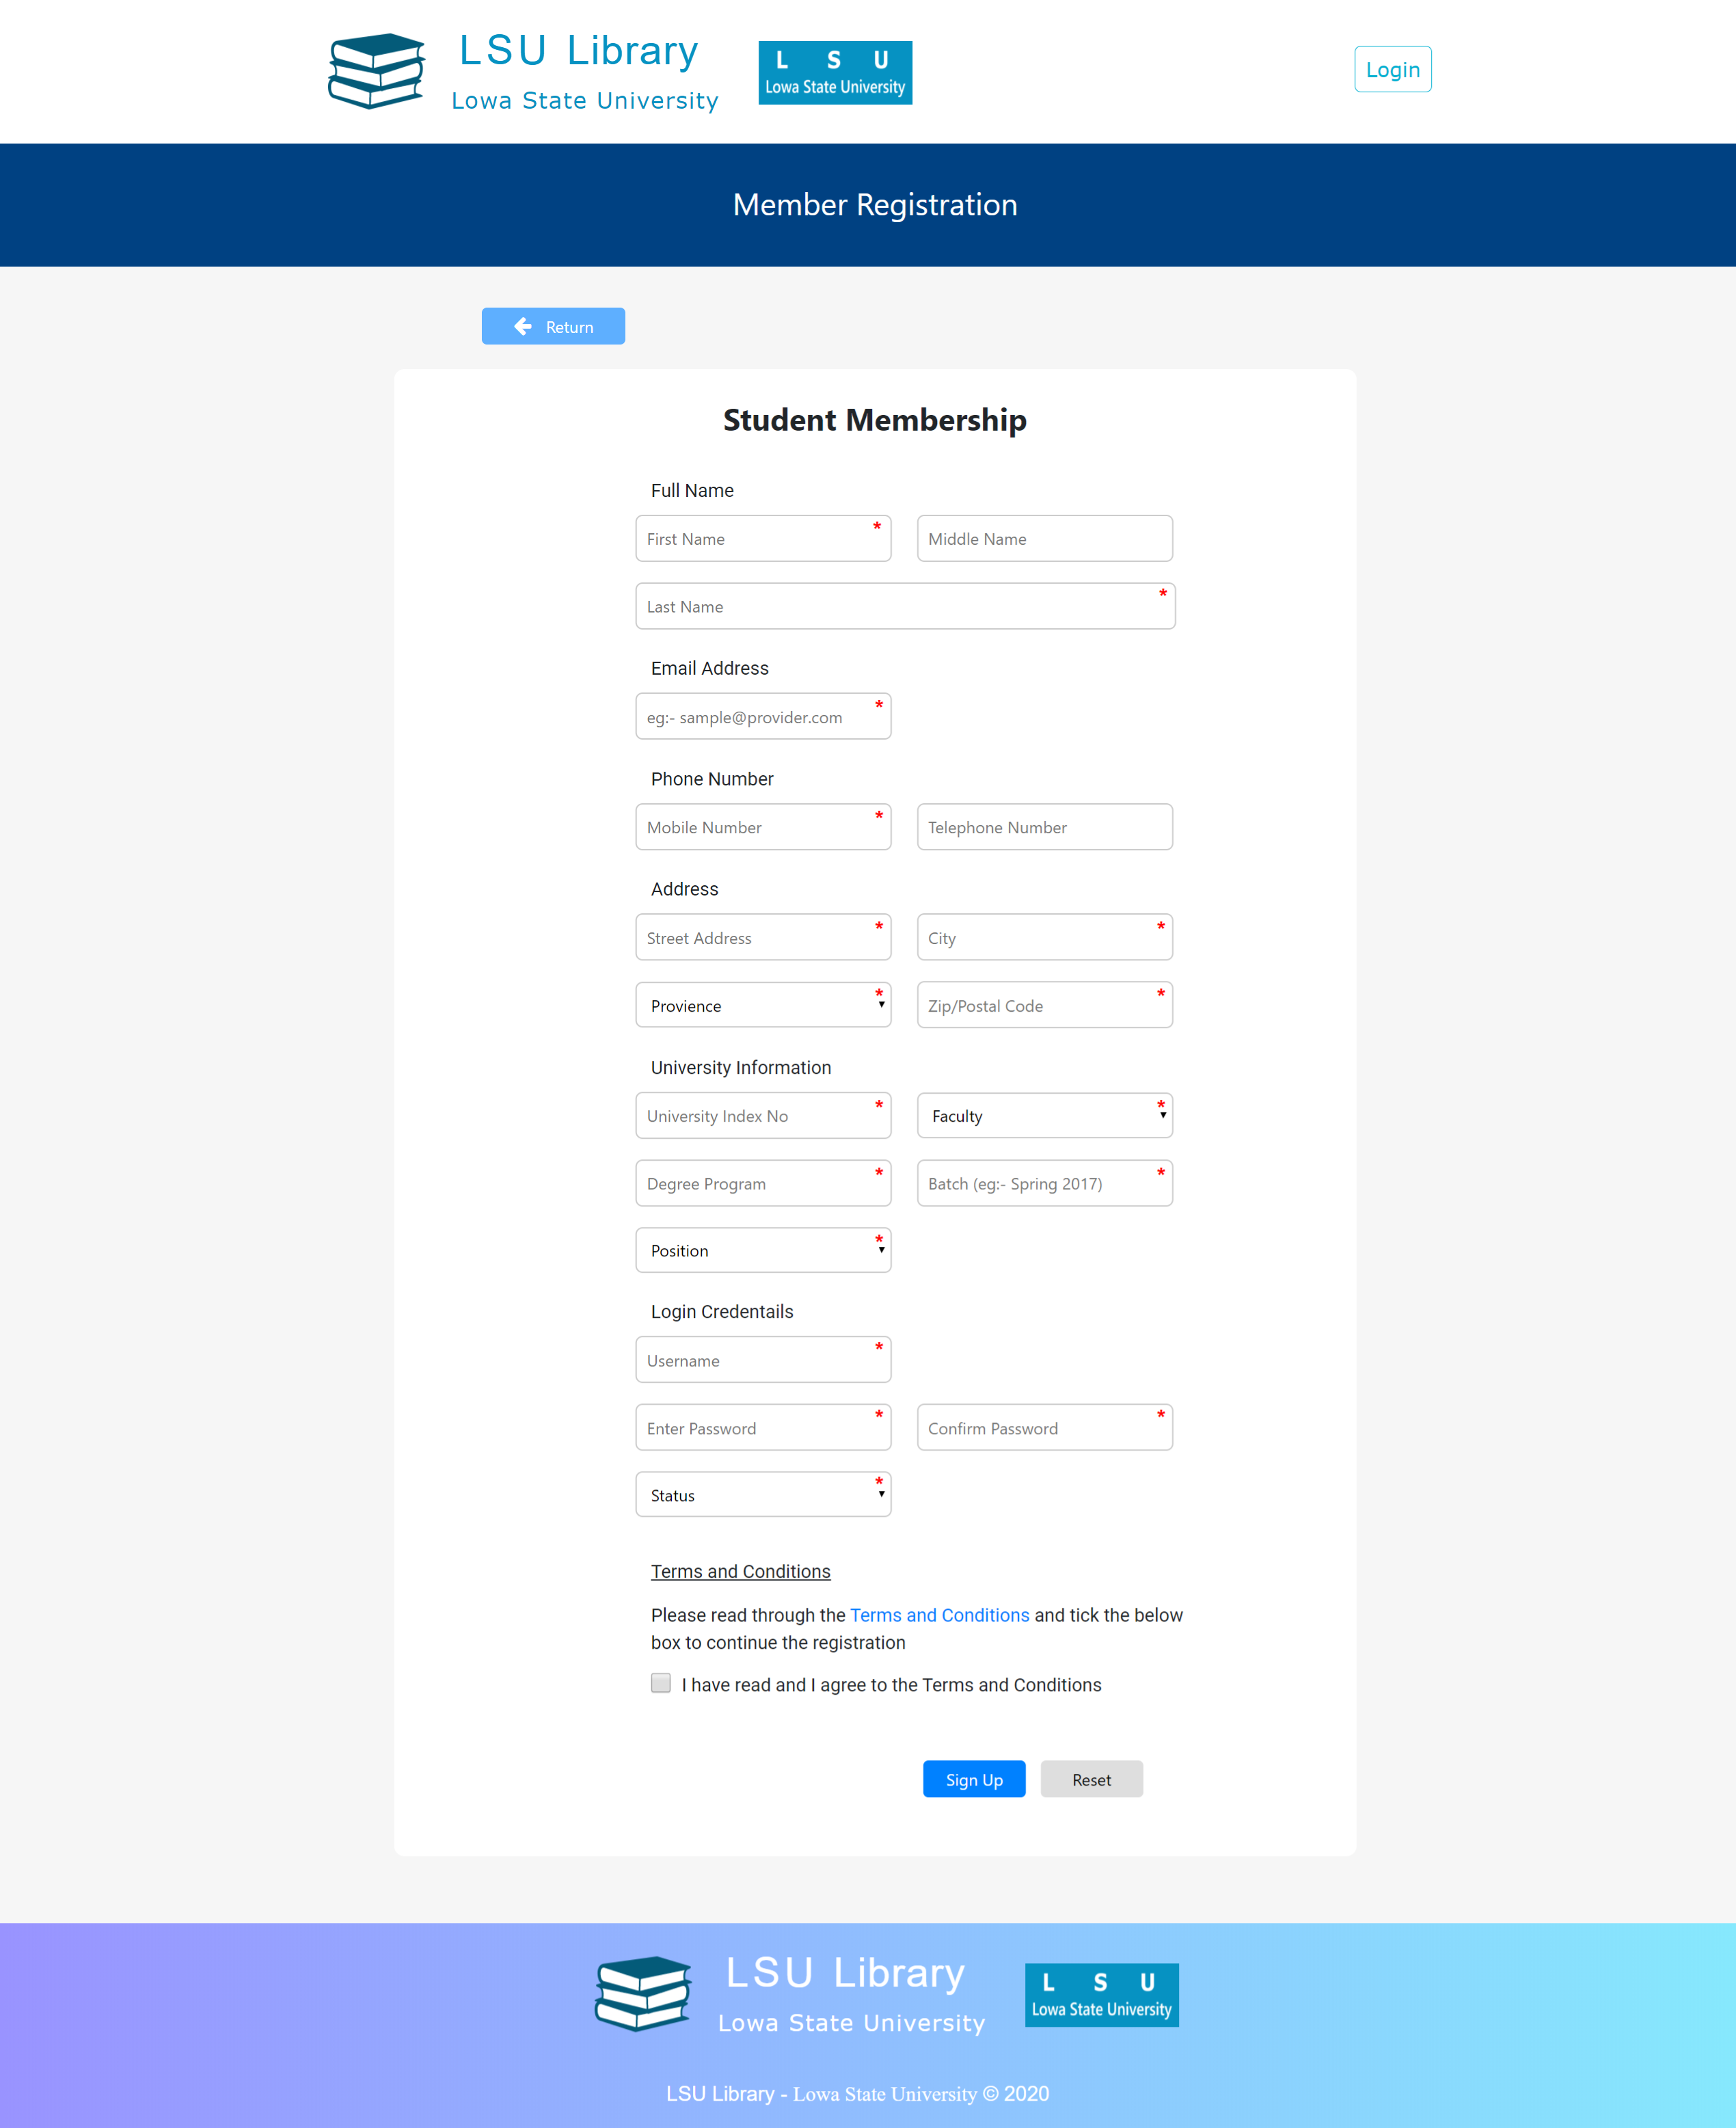 LSU Library
Lowa State University
L S U
Lowa State University
Login
Member Registration
Return
Student Membership
Full Name
First Name *
Middle Name
Last Name *
Email Address
eg:- sample@provider.com *
Phone Number
Mobile Number *
Telephone Number
Address
Street Address *
City *
Provience *
Zip/Postal Code *
University Information
University Index No *
Faculty *
Degree Program *
Batch (eg:- Spring 2017) *
Position *
Login Credentails
Username *
Enter Password *
Confirm Password *
Status *
Terms and Conditions
Please read through the Terms and Conditions and tick the below
box to continue the registration
I have read and I agree to the Terms and Conditions
Sign Up
Reset
LSU Library
Lowa State University
L S U
Lowa State University
LSU Library - Lowa State University © 2020